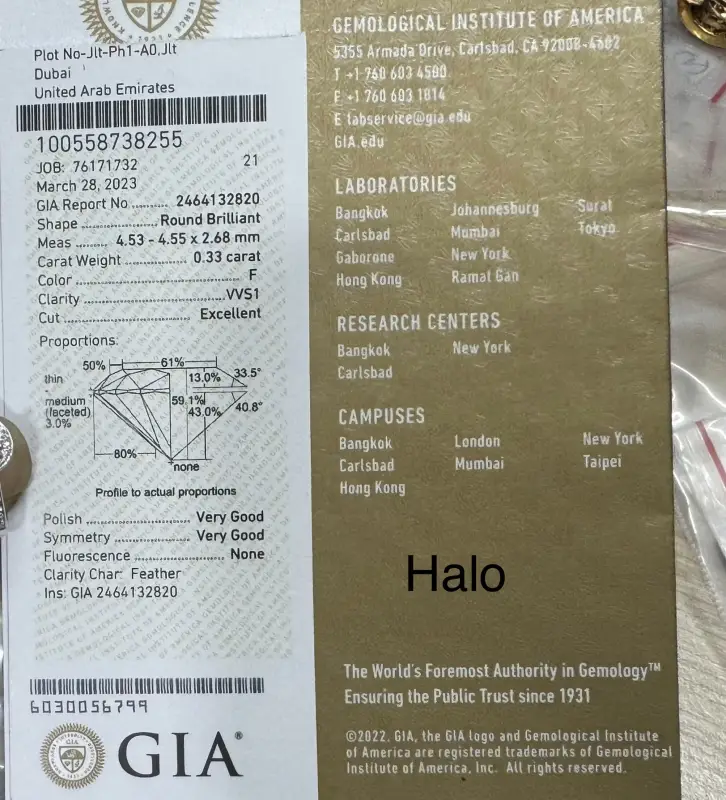 Plot No-Jlt-Ph1-A0,Jlt
Dubai
United Arab Emirates
100558738255
JOB: 76171732 21
March 28, 2023
GIA Report No. 2464132820
Shape Round Brilliant
Meas 4.53 - 4.55 x 2.68 mm
Carat Weight 0.33 carat
Color F
Clarity VVS1
Cut Excellent
Proportions:
50% 61%
thin 13.0% 33.5°
medium (faceted) 3.0%
59.1%
43.0% 40.8°
80%
none
Profile to actual proportions
Polish Very Good
Symmetry Very Good
Fluorescence None
Clarity Char: Feather
Ins: GIA 2464132820
6030056799
GIA®
GEMOLOGICAL INSTITUTE OF AMERICA
5355 Armada Drive, Carlsbad, CA 92008-4602
T +1 760 603 4500
F +1 760 603 1814
E labservice@gia.edu
GIA.edu
LABORATORIES
Bangkok Johannesburg Surat
Carlsbad Mumbai Tokyo
Gaborone New York
Hong Kong Ramat Gan
RESEARCH CENTERS
Bangkok New York
Carlsbad
CAMPUSES
Bangkok London New York
Carlsbad Mumbai Taipei
Hong Kong
Halo
The World's Foremost Authority in Gemology™
Ensuring the Public Trust since 1931
©2022. GIA, the GIA logo and Gemological Institute
of America are registered trademarks of Gemological
Institute of America, Inc. All rights reserved.